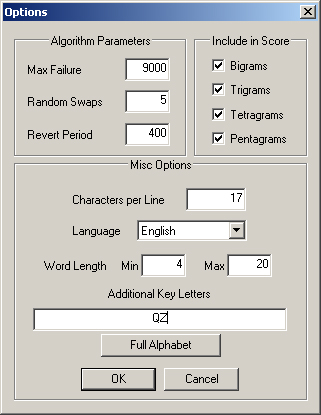 Options
Algorithm Parameters
Max Failure 9000
Random Swaps 5
Revert Period 400
Include in Score
Bigrams
Trigrams
Tetragrams
Pentagrams
Misc Options
Characters per Line 17
Language English
Word Length Min 4 Max 20
Additional Key Letters
QZ
Full Alphabet
OK Cancel